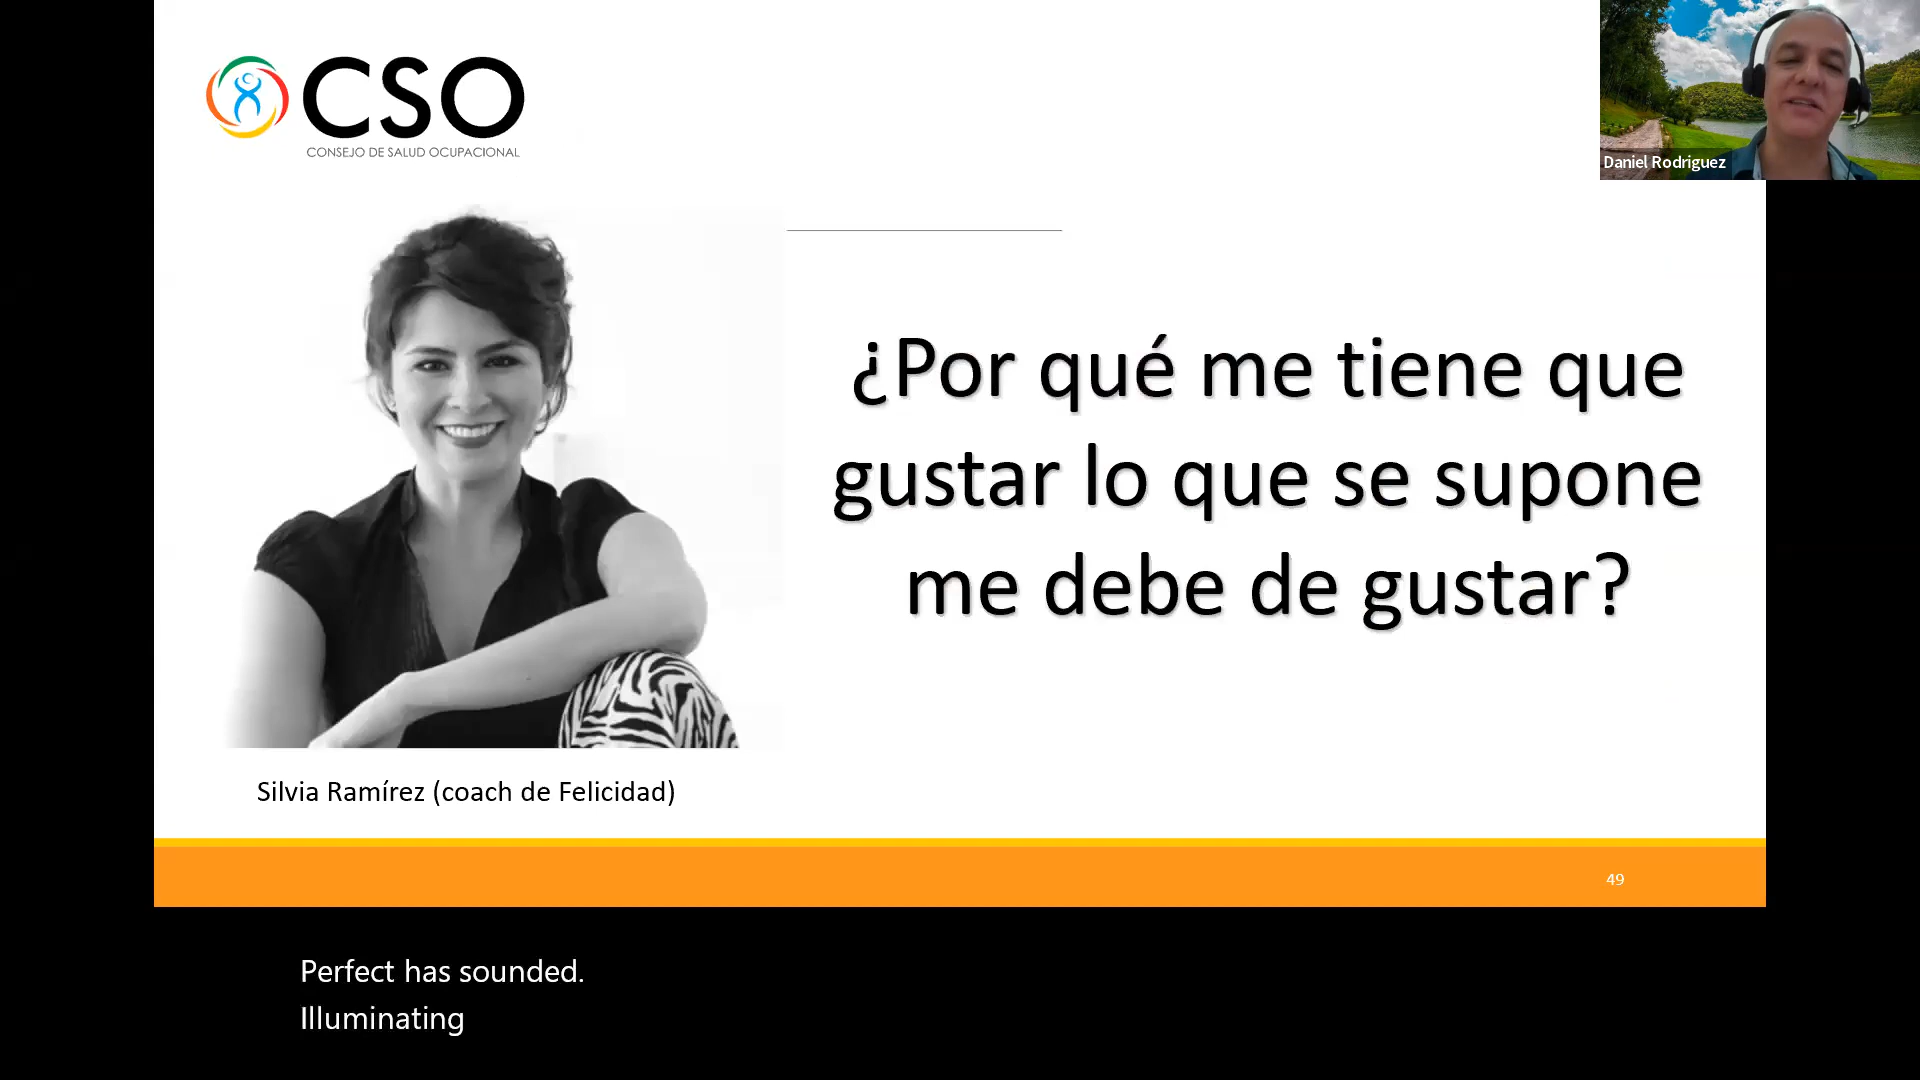 CSO
CONSEJO DE SALUD OCUPACIONAL
Daniel Rodriguez
¿Por qué me tiene que
gustar lo que se supone
me debe de gustar?
Silvia Ramírez (coach de Felicidad)
49
Perfect has sounded.
Illuminating